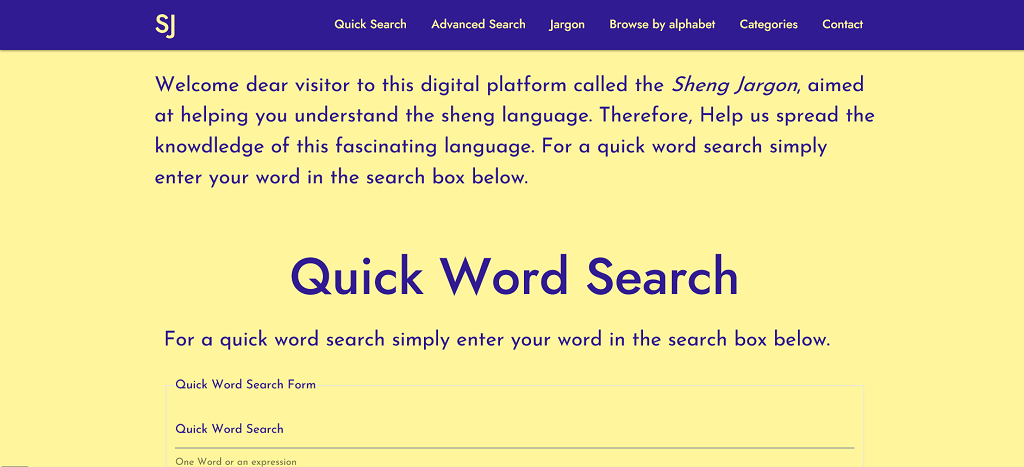 SJ
Quick Search Advanced Search Jargon Browse by alphabet Categories Contact
Welcome dear visitor to this digital platform called the Sheng Jargon, aimed
at helping you understand the sheng language. Therefore, Help us spread the
knowdledge of this fascinating language. For a quick word search simply
enter your word in the search box below.
Quick Word Search
For a quick word search simply enter your word in the search box below.
Quick Word Search Form
Quick Word Search
One Word or an expression